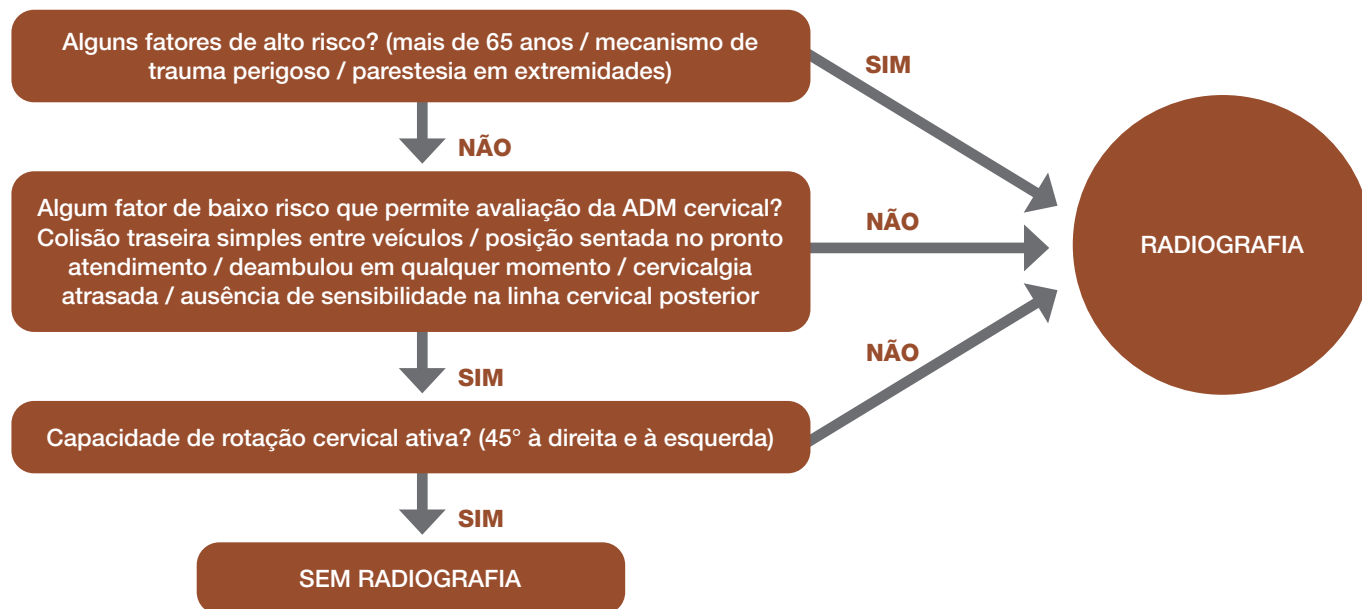 Alguns fatores de alto risco? (mais de 65 anos / mecanismo de
trauma perigoso / parestesia em extremidades)
SIM
NÃO
Algum fator de baixo risco que permite avaliação da ADM cervical?
Colisão traseira simples entre veículos / posição sentada no pronto
atendimento / deambulou em qualquer momento / cervicalgia
atrasada / ausência de sensibilidade na linha cervical posterior
NÃO
RADIOGRAFIA
SIM
NÃO
Capacidade de rotação cervical ativa? (45° à direita e à esquerda)
SIM
SEM RADIOGRAFIA